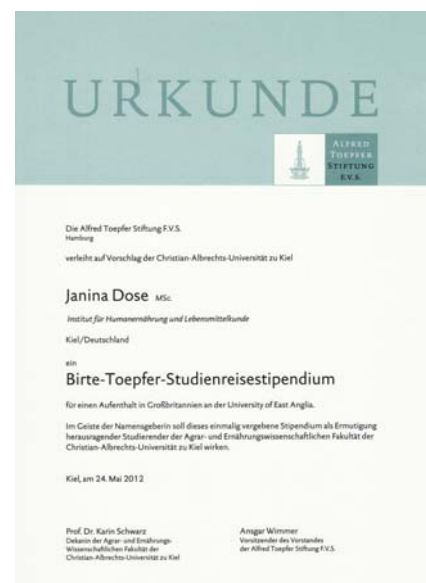 URKUNDE
ALFRED
TOEPFER
STIFTUNG
F.V.S.
Die Alfred Toepfer Stiftung F.V.S.
Hamburg
verleiht auf Vorschlag der Christian-Albrechts-Universität zu Kiel
Janina Dose MSc.
Institut für Humanernährung und Lebensmittelkunde
Kiel/Deutschland
ein
Birte-Toepfer-Studienreisestipendium
für einen Aufenthalt in Großbritannien an der University of East Anglia.
Im Geiste der Namensgeberin soll dieses einmalig vergebene Stipendium als Ermutigung
herausragender Studierender der Agrar- und Ernährungswissenschaftlichen Fakultät der
Christian-Albrechts-Universität zu Kiel wirken.
Kiel, am 24. Mai 2012
Prof. Dr. Karin Schwarz
Dekanin der Agrar- und Ernährungs-
Wissenschaftlichen Fakultät der
Christian-Albrechts-Universität zu Kiel
Ansgar Wimmer
Vorsitzender des Vorstandes
der Alfred Toepfer Stiftung F.V.S.